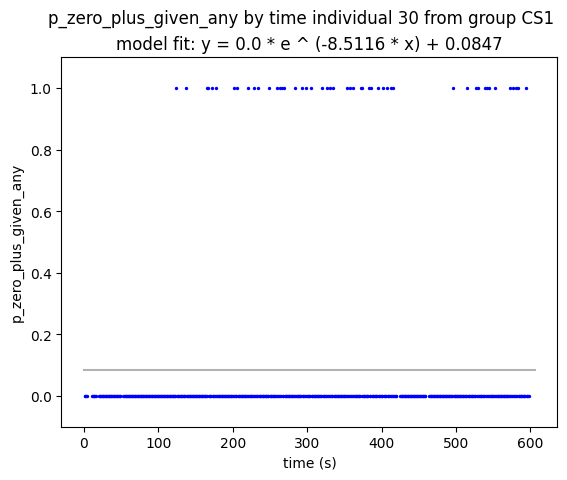 p_zero_plus_given_any by time individual 30 from group CS1
model fit: y = 0.0 * e ^ (-8.5116 * x) + 0.0847
p_zero_plus_given_any
1.0
0.8
0.6
0.4
0.2
0.0
0 100 200 300 400 500 600
time (s)